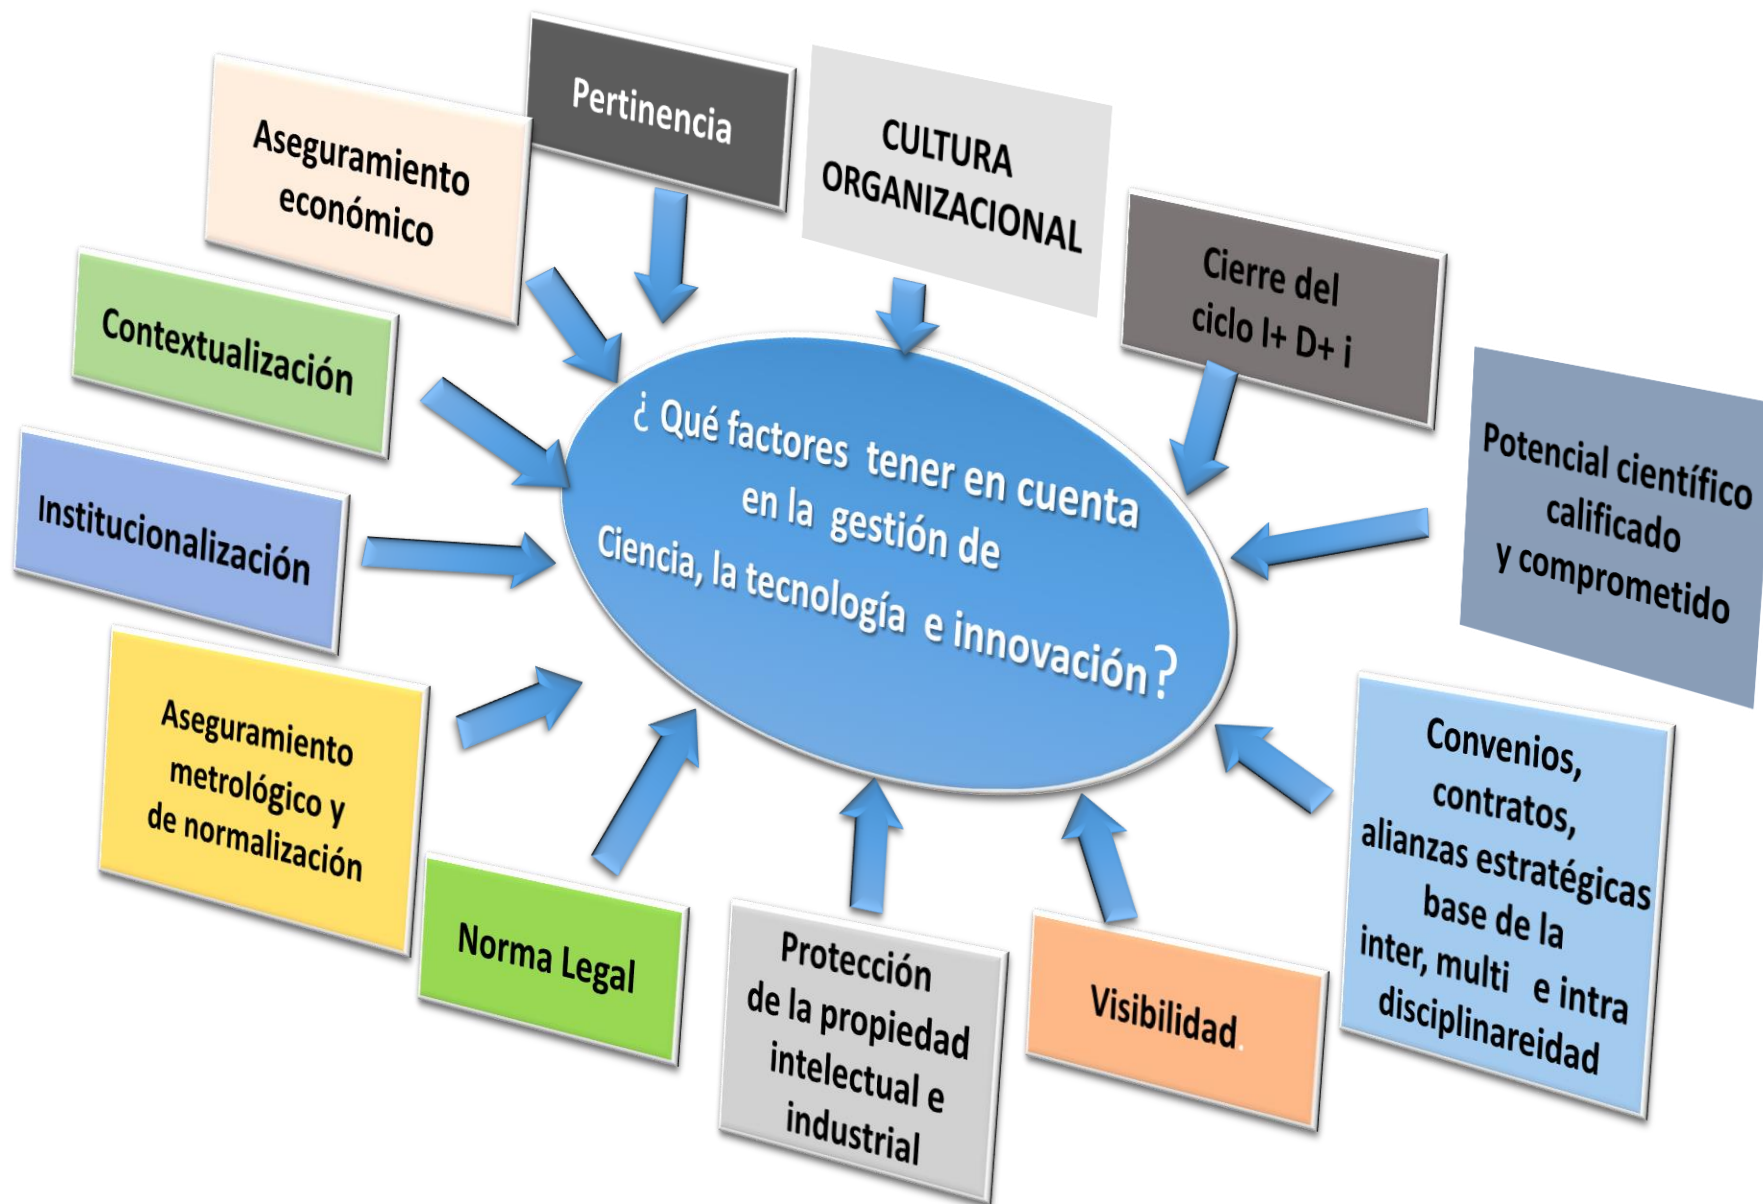 Pertinencia
Aseguramiento
económico
CULTURA
ORGANIZACIONAL
Cierre del
ciclo I+ D+ i
Contextualización
Potencial científico
calificado
y comprometido
¿ Qué factores tener en cuenta
en la gestión de
Ciencia, la tecnología e innovación?
Institucionalización
Aseguramiento
metrológico y
de normalización
Convenios,
contratos,
alianzas estratégicas
base de la
inter, multi e intra
disciplinareidad
Norma Legal
Protección
de la propiedad
intelectual e
industrial
Visibilidad.